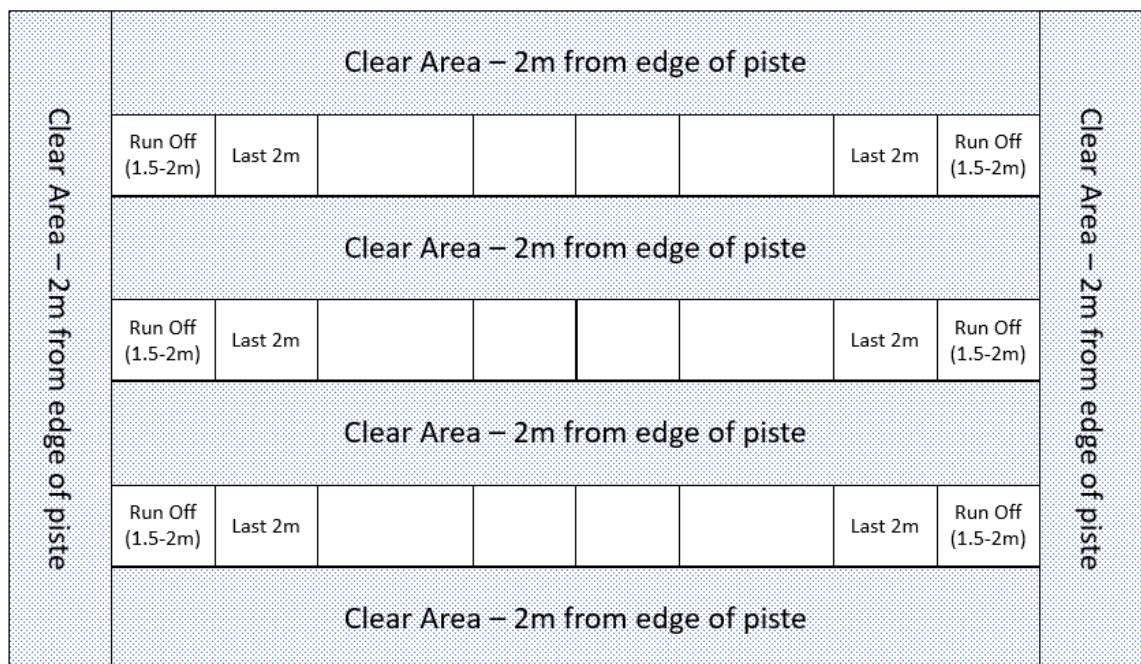 Clear Area – 2m from edge of piste
Clear Area – 2m from edge of piste
Run Off
(1.5-2m)
Last 2m
Last 2m
Run Off
(1.5-2m)
Clear Area – 2m from edge of piste
Run Off
(1.5-2m)
Last 2m
Last 2m
Run Off
(1.5-2m)
Clear Area – 2m from edge of piste
Run Off
(1.5-2m)
Last 2m
Last 2m
Run Off
(1.5-2m)
Clear Area – 2m from edge of piste
Clear Area – 2m from edge of piste